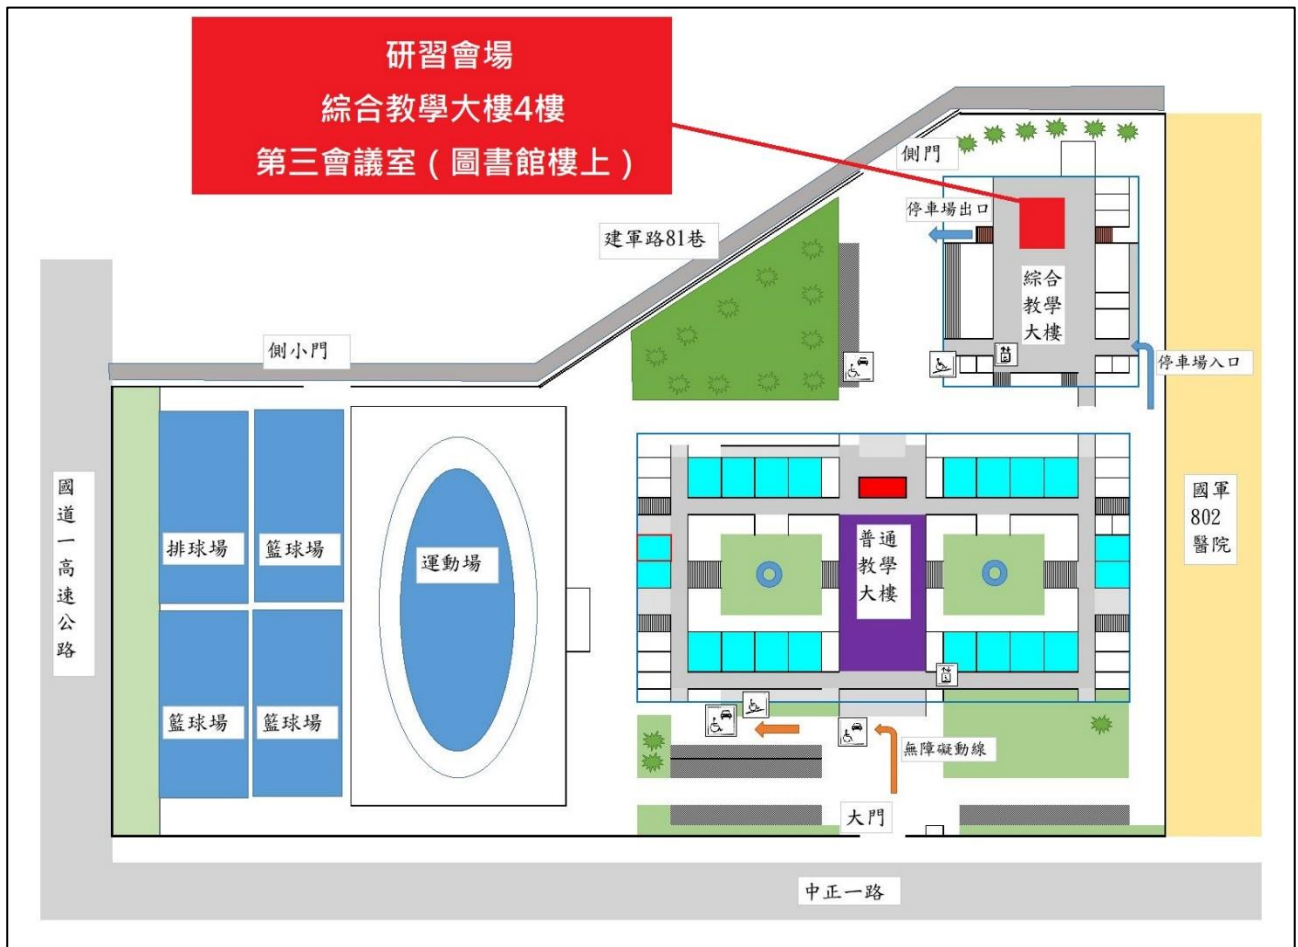 研習會場
綜合教學大樓4樓
第三會議室（圖書館樓上）
側門
停車場出口
建軍路81巷
綜合
教學
大樓
側小門
停車場入口
國道一高速公路
國軍
802
醫院
排球場
籃球場
運動場
普通
教學
大樓
籃球場
籃球場
無障礙動線
大門
中正一路